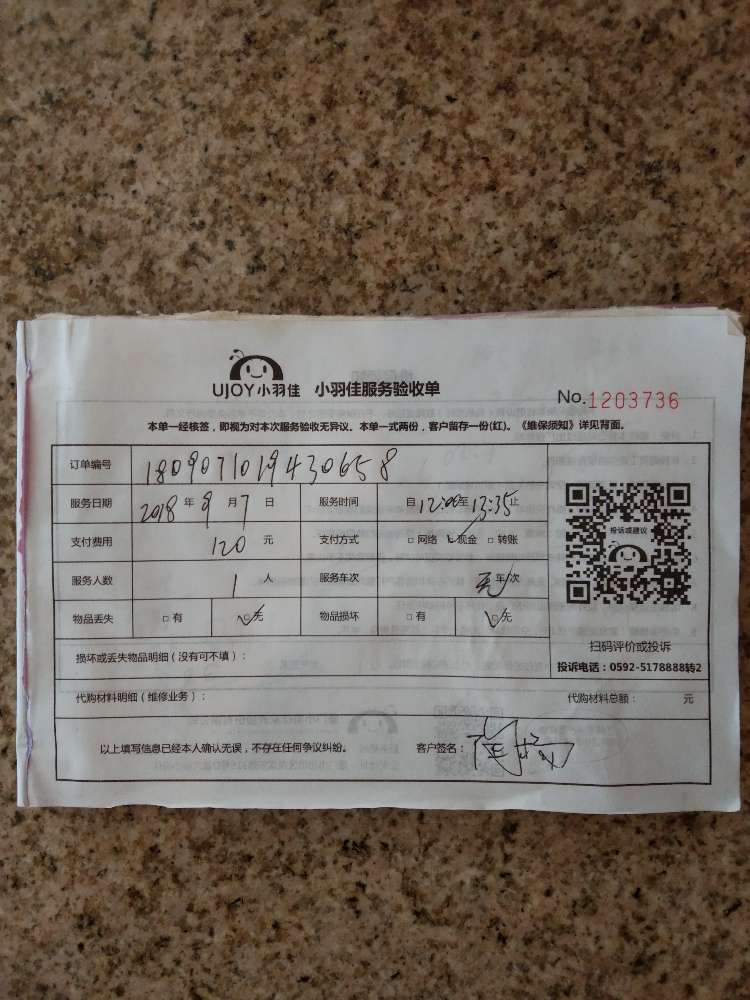 UJOY小羽佳 小羽佳服务验收单
No.1203736
本单一经核签，即视为对本次服务验收无异议。本单一式两份，客户留存一份(红)。《维保须知》详见背面。
订单编号 180907101943065​8
服务日期 2018 年 9 月 7 日 服务时间 自 12:00 至 13:35 止
支付费用 120 元 支付方式 □网络 ✓现金 □转账
服务人数 1 人 服务车次 无 车次
物品丢失 □有 ☑无 物品损坏 □有 ☑无
投诉或建议
扫码评价或投诉
投诉电话：0592-5178888转2
损坏或丢失物品明细（没有可不填）：
代购材料明细（维修业务）： 代购材料总额： 元
以上填写信息已经本人确认无误，不存在任何争议纠纷。 客户签名：